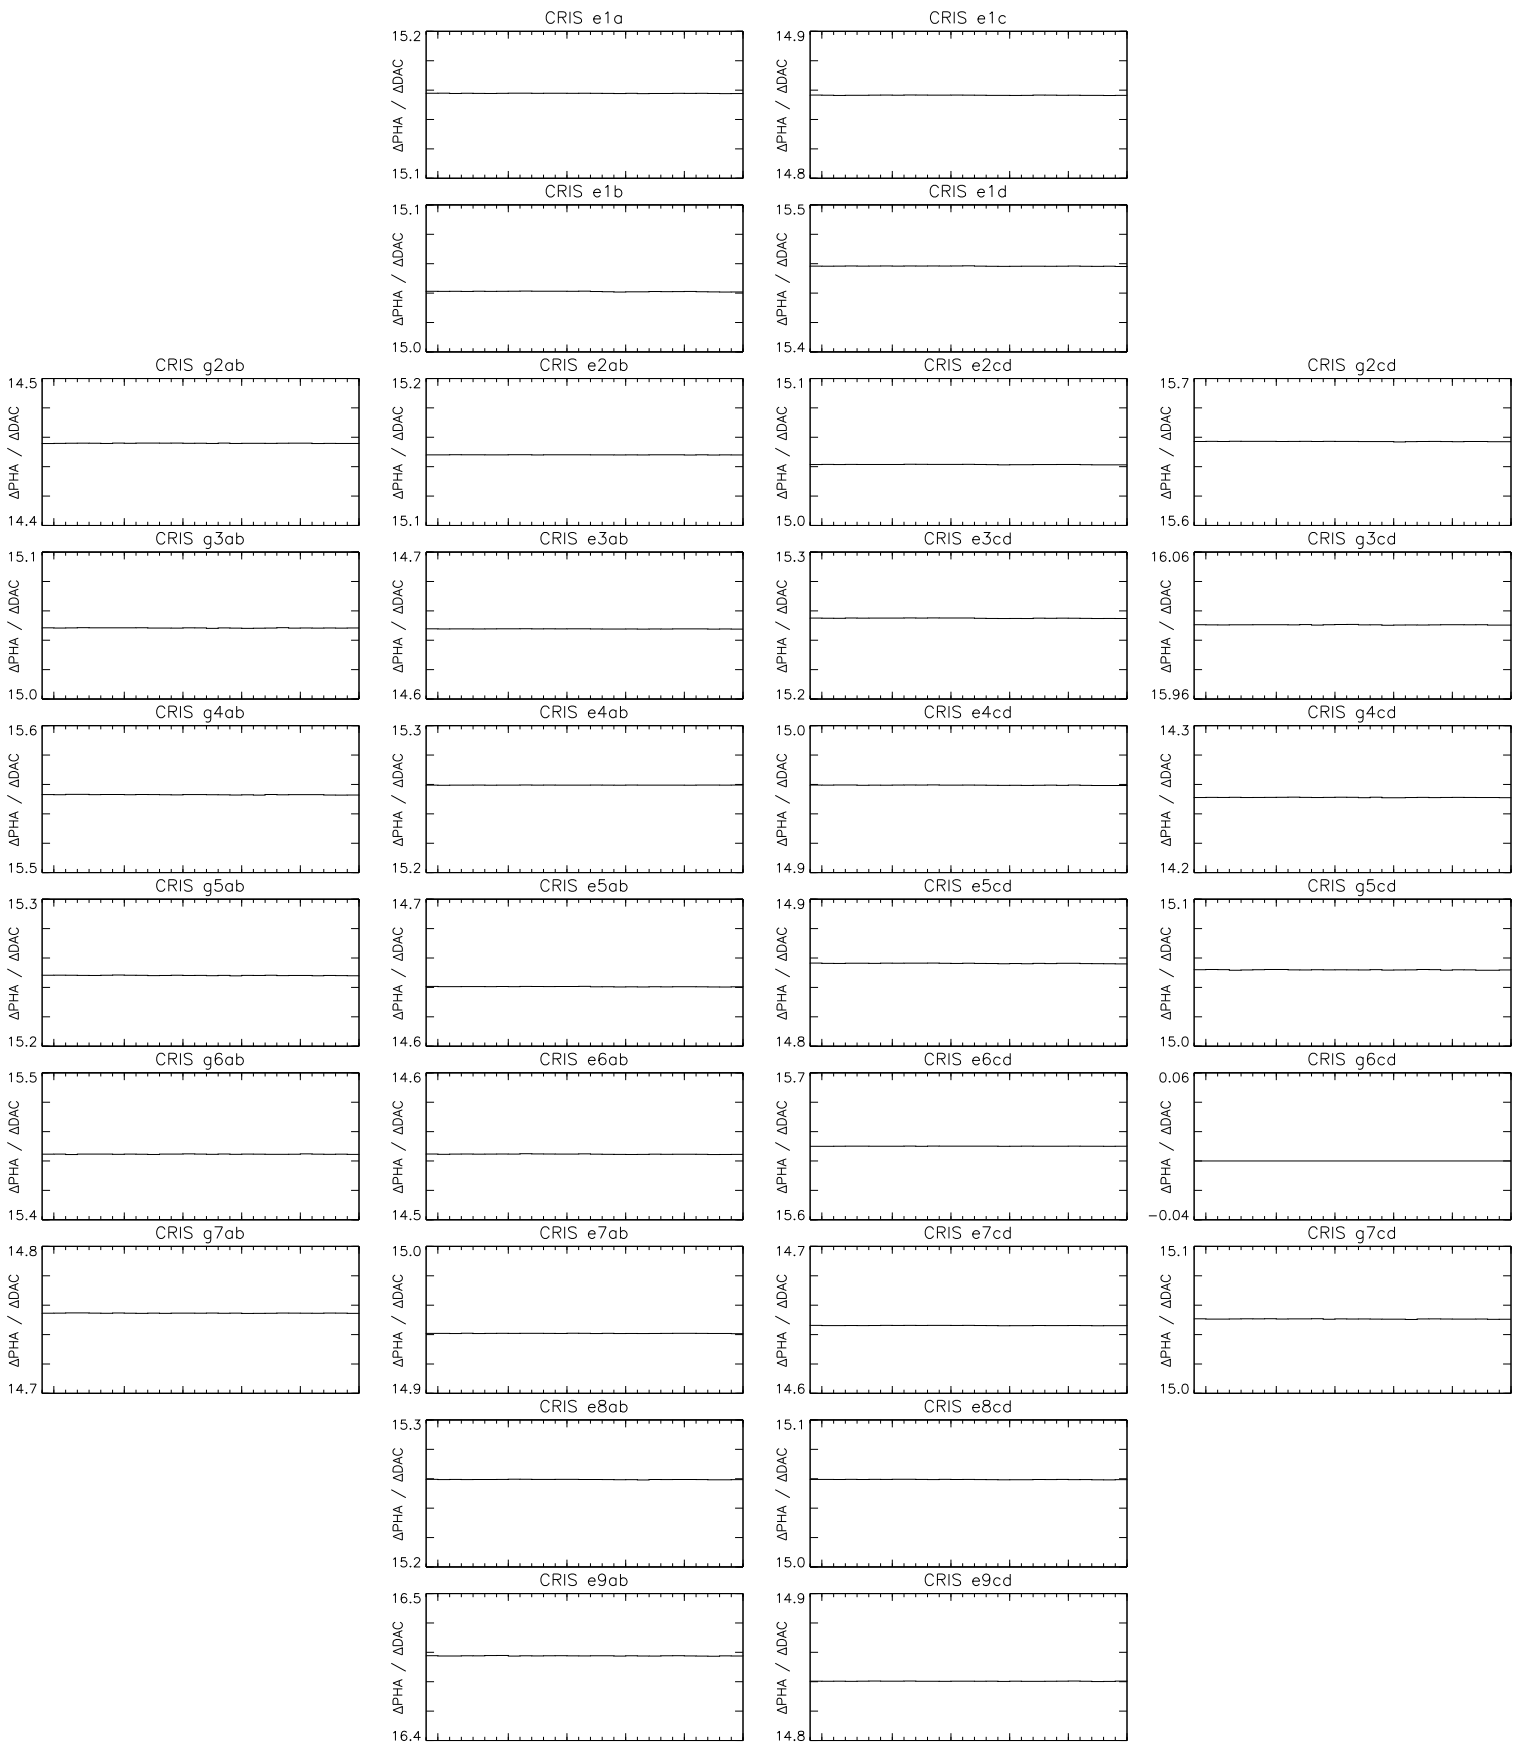 CRIS e1a
15.2
ΔPHA / ΔDAC
15.1
CRIS e1c
14.9
ΔPHA / ΔDAC
14.8
CRIS e1b
15.1
ΔPHA / ΔDAC
15.0
CRIS e1d
15.5
ΔPHA / ΔDAC
15.4
CRIS g2ab
14.5
ΔPHA / ΔDAC
14.4
CRIS e2ab
15.2
ΔPHA / ΔDAC
15.1
CRIS e2cd
15.1
ΔPHA / ΔDAC
15.0
CRIS g2cd
15.7
ΔPHA / ΔDAC
15.6
CRIS g3ab
15.1
ΔPHA / ΔDAC
15.0
CRIS e3ab
14.7
ΔPHA / ΔDAC
14.6
CRIS e3cd
15.3
ΔPHA / ΔDAC
15.2
CRIS g3cd
16.06
ΔPHA / ΔDAC
15.96
CRIS g4ab
15.6
ΔPHA / ΔDAC
15.5
CRIS e4ab
15.3
ΔPHA / ΔDAC
15.2
CRIS e4cd
15.0
ΔPHA / ΔDAC
14.9
CRIS g4cd
14.3
ΔPHA / ΔDAC
14.2
CRIS g5ab
15.3
ΔPHA / ΔDAC
15.2
CRIS e5ab
14.7
ΔPHA / ΔDAC
14.6
CRIS e5cd
14.9
ΔPHA / ΔDAC
14.8
CRIS g5cd
15.1
ΔPHA / ΔDAC
15.0
CRIS g6ab
15.5
ΔPHA / ΔDAC
15.4
CRIS e6ab
14.6
ΔPHA / ΔDAC
14.5
CRIS e6cd
15.7
ΔPHA / ΔDAC
15.6
CRIS g6cd
0.06
ΔPHA / ΔDAC
−0.04
CRIS g7ab
14.8
ΔPHA / ΔDAC
14.7
CRIS e7ab
15.0
ΔPHA / ΔDAC
14.9
CRIS e7cd
14.7
ΔPHA / ΔDAC
14.6
CRIS g7cd
15.1
ΔPHA / ΔDAC
15.0
CRIS e8ab
15.3
ΔPHA / ΔDAC
15.2
CRIS e8cd
15.1
ΔPHA / ΔDAC
15.0
CRIS e9ab
16.5
ΔPHA / ΔDAC
16.4
CRIS e9cd
14.9
ΔPHA / ΔDAC
14.8